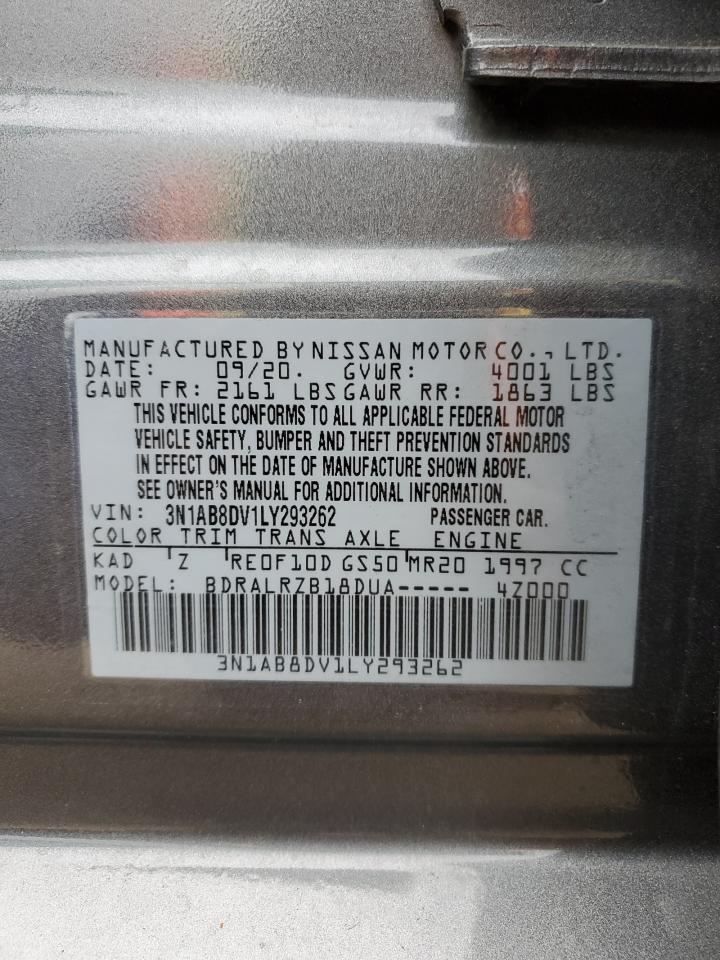 MANUFACTURED BY NISSAN MOTOR CO., LTD.
DATE: 09/20. GVWR: 4001 LBS
GAWR FR: 2161 LBS GAWR RR: 1863 LBS
THIS VEHICLE CONFORMS TO ALL APPLICABLE FEDERAL MOTOR
VEHICLE SAFETY, BUMPER AND THEFT PREVENTION STANDARDS
IN EFFECT ON THE DATE OF MANUFACTURE SHOWN ABOVE.
SEE OWNER'S MANUAL FOR ADDITIONAL INFORMATION.
VIN: 3N1AB8DV1LY293262 PASSENGER CAR.
COLOR TRIM TRANS AXLE ENGINE
KAD Z RE0F10D GS50 MR20 1997 CC
MODEL: BDRALRZB18DUA----- 4Z000
3N1AB8DV1LY293262